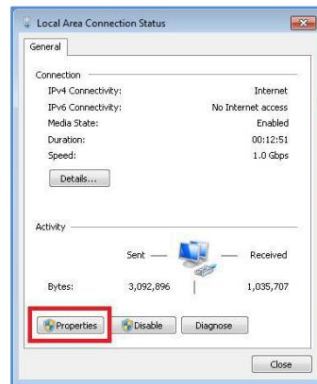 Local Area Connection Status
General
Connection
IPv4 Connectivity: Internet
IPv6 Connectivity: No Internet access
Media State: Enabled
Duration: 00:12:51
Speed: 1.0 Gbps
Details...
Activity
Sent — — Received
Bytes: 3,092,896 | 1,035,707
Properties Disable Diagnose
Close